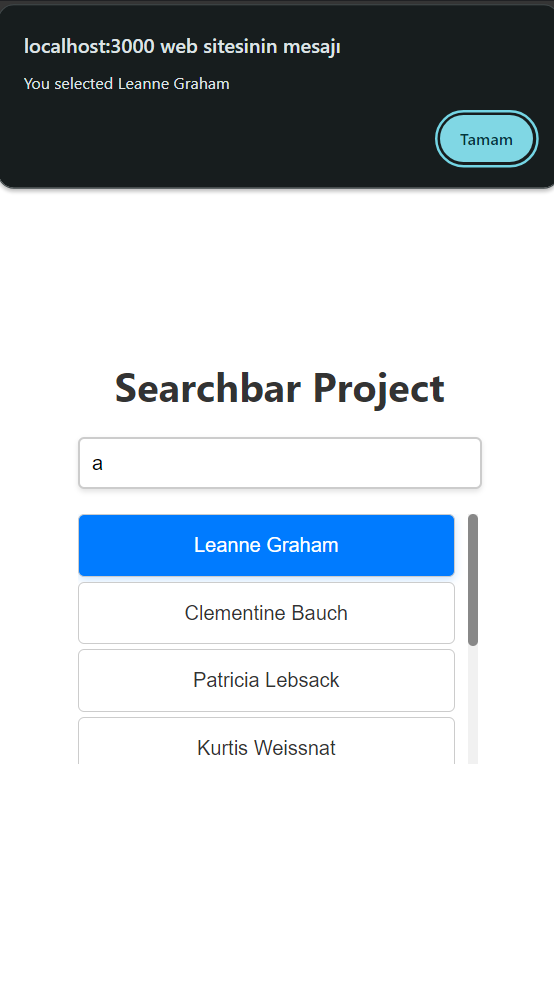 localhost:3000 web sitesinin mesajı
You selected Leanne Graham
Tamam
Searchbar Project
a
Leanne Graham
Clementine Bauch
Patricia Lebsack
Kurtis Weissnat